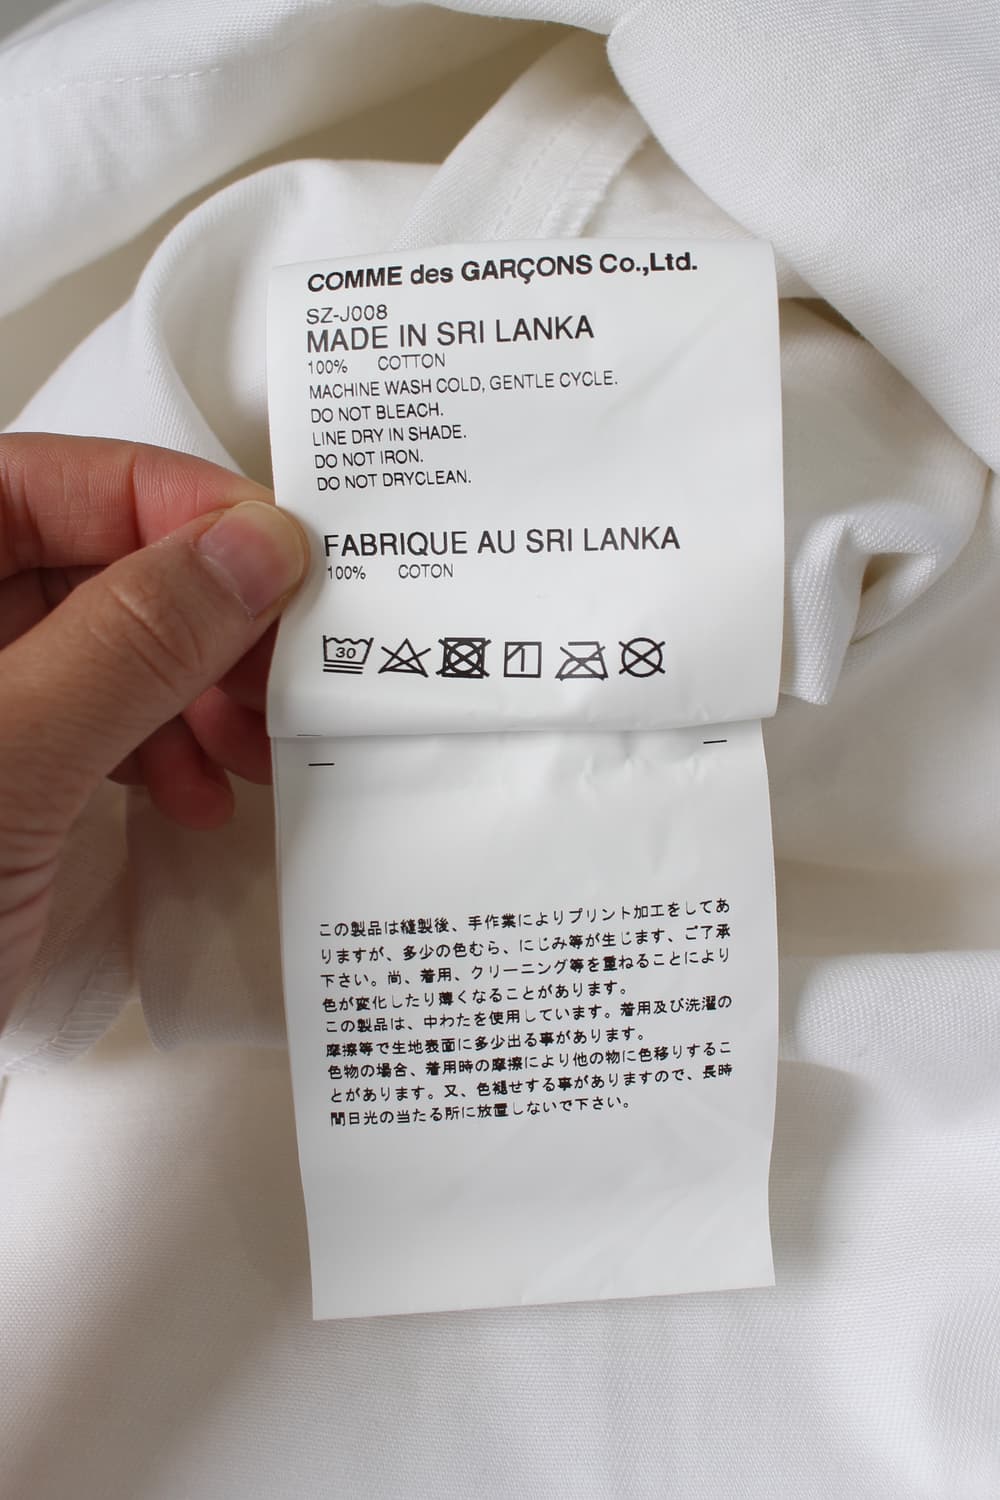 COMME des GARÇONS Co.,Ltd.
SZ-J008
MADE IN SRI LANKA
100% COTTON
MACHINE WASH COLD, GENTLE CYCLE.
DO NOT BLEACH.
LINE DRY IN SHADE.
DO NOT IRON.
DO NOT DRYCLEAN.
FABRIQUE AU SRI LANKA
100% COTON
30
この製品は縫製後、手作業によりプリント加工をしてあ
りますが、多少の色むら、にじみ等が生じます、ご了承
下さい。尚、着用、クリーニング等を重ねることにより
色が変化したり薄くなることがあります。
この製品は、中わたを使用しています。着用及び洗濯の
摩擦等で生地表面に多少出る事があります。
色物の場合、着用時の摩擦により他の物に色移りするこ
とがあります。又、色褪せする事がありますので、長時
間日光の当たる所に放置しないで下さい。